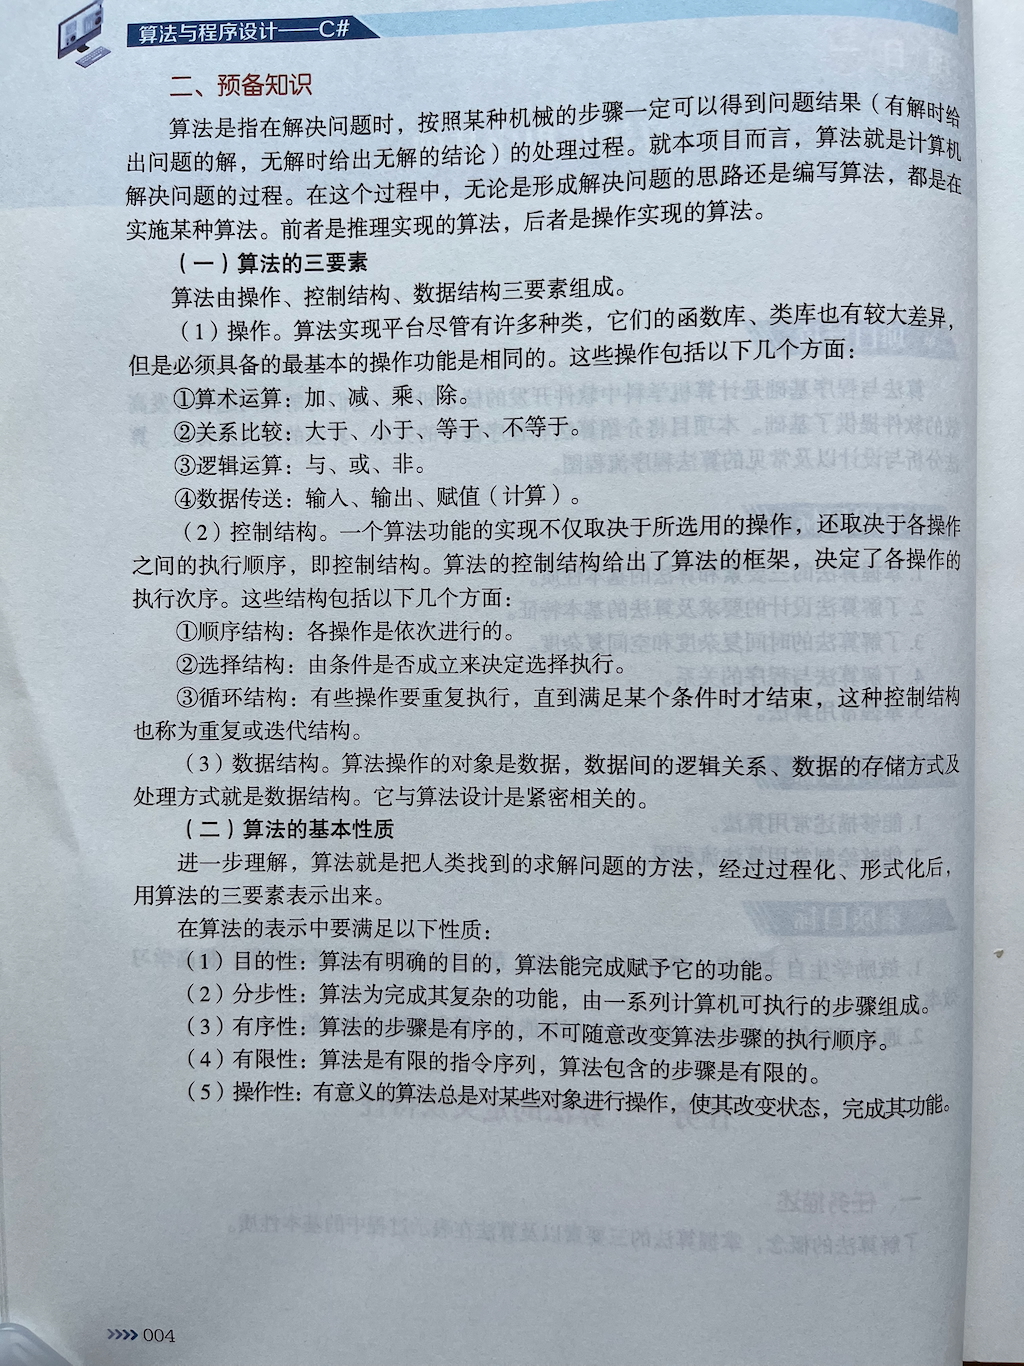 算法与程序设计——C#
二、预备知识
算法是指在解决问题时，按照某种机械的步骤一定可以得到问题结果（有解时给
出问题的解，无解时给出无解的结论）的处理过程。就本项目而言，算法就是计算机
解决问题的过程。在这个过程中，无论是形成解决问题的思路还是编写算法，都是在
实施某种算法。前者是推理实现的算法，后者是操作实现的算法。
（一）算法的三要素
算法由操作、控制结构、数据结构三要素组成。
（1）操作。算法实现平台尽管有许多种类，它们的函数库、类库也有较大差异，
但是必须具备的最基本的操作功能是相同的。这些操作包括以下几个方面：
①算术运算：加、减、乘、除。
②关系比较：大于、小于、等于、不等于。
③逻辑运算：与、或、非。
④数据传送：输入、输出、赋值（计算）。
（2）控制结构。一个算法功能的实现不仅取决于所选用的操作，还取决于各操作
之间的执行顺序，即控制结构。算法的控制结构给出了算法的框架，决定了各操作的
执行次序。这些结构包括以下几个方面：
①顺序结构：各操作是依次进行的。
②选择结构：由条件是否成立来决定选择执行。
③循环结构：有些操作要重复执行，直到满足某个条件时才结束，这种控制结构
也称为重复或迭代结构。
（3）数据结构。算法操作的对象是数据，数据间的逻辑关系、数据的存储方式及
处理方式就是数据结构。它与算法设计是紧密相关的。
（二）算法的基本性质
进一步理解，算法就是把人类找到的求解问题的方法，经过过程化、形式化后，
用算法的三要素表示出来。
在算法的表示中要满足以下性质：
（1）目的性：算法有明确的目的，算法能完成赋予它的功能。
（2）分步性：算法为完成其复杂的功能，由一系列计算机可执行的步骤组成。
（3）有序性：算法的步骤是有序的，不可随意改变算法步骤的执行顺序。
（4）有限性：算法是有限的指令序列，算法包含的步骤是有限的。
（5）操作性：有意义的算法总是对某些对象进行操作，使其改变状态，完成其功能。
004